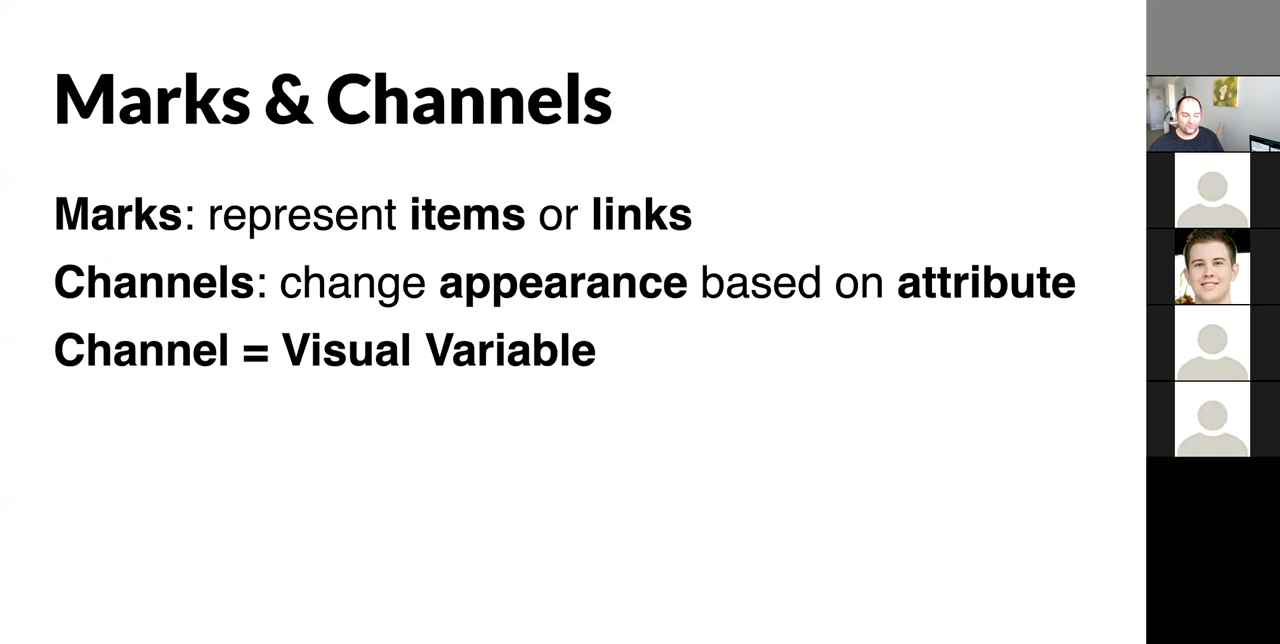 Marks & Channels
Marks: represent items or links
Channels: change appearance based on attribute
Channel = Visual Variable